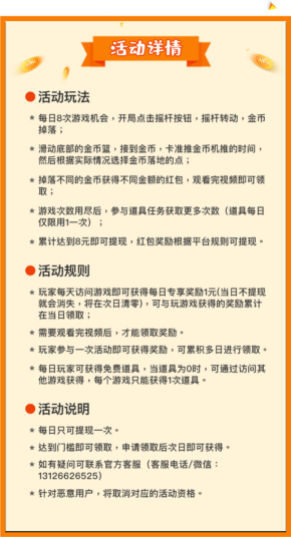 活动详情
活动玩法
★ 每日8次游戏机会，开局点击摇杆按钮，摇杆转动，金币
掉落；
★ 滑动底部的金币篮，接到金币，卡准推金币机推的时间，
然后根据实际情况选择金币落地的点；
★ 掉落不同的金币获得不同金额的红包，观看完视频即可领
取；
★ 游戏次数用尽后，参与道具任务获取更多次数（道具每日
仅限用1一次）；
★ 累计达到8元即可提现，红包奖励根据平台规则可提现。
活动规则
★ 玩家每天访问游戏即可获得每日专享奖励1元(当日不提现
就会消失，将在次日清零)，可与玩游戏获得的奖励累计
在当日领取；
★ 需要观看完视频后，才能领取奖励。
★ 玩家参与一次活动即可获得奖励，可累积多日进行领取。
★ 每日玩家可获得免费道具，当道具为0时，可通过访问其
他游戏获得，每个游戏只能获得1次道具。
活动说明
★ 每日只可提现一次。
★ 达到门槛即可领取，申请领取后次日即可获得。
★ 如有疑问可联系官方客服（客服电话/微信：
13126626525）
★ 针对恶意用户，将取消对应的活动资格。